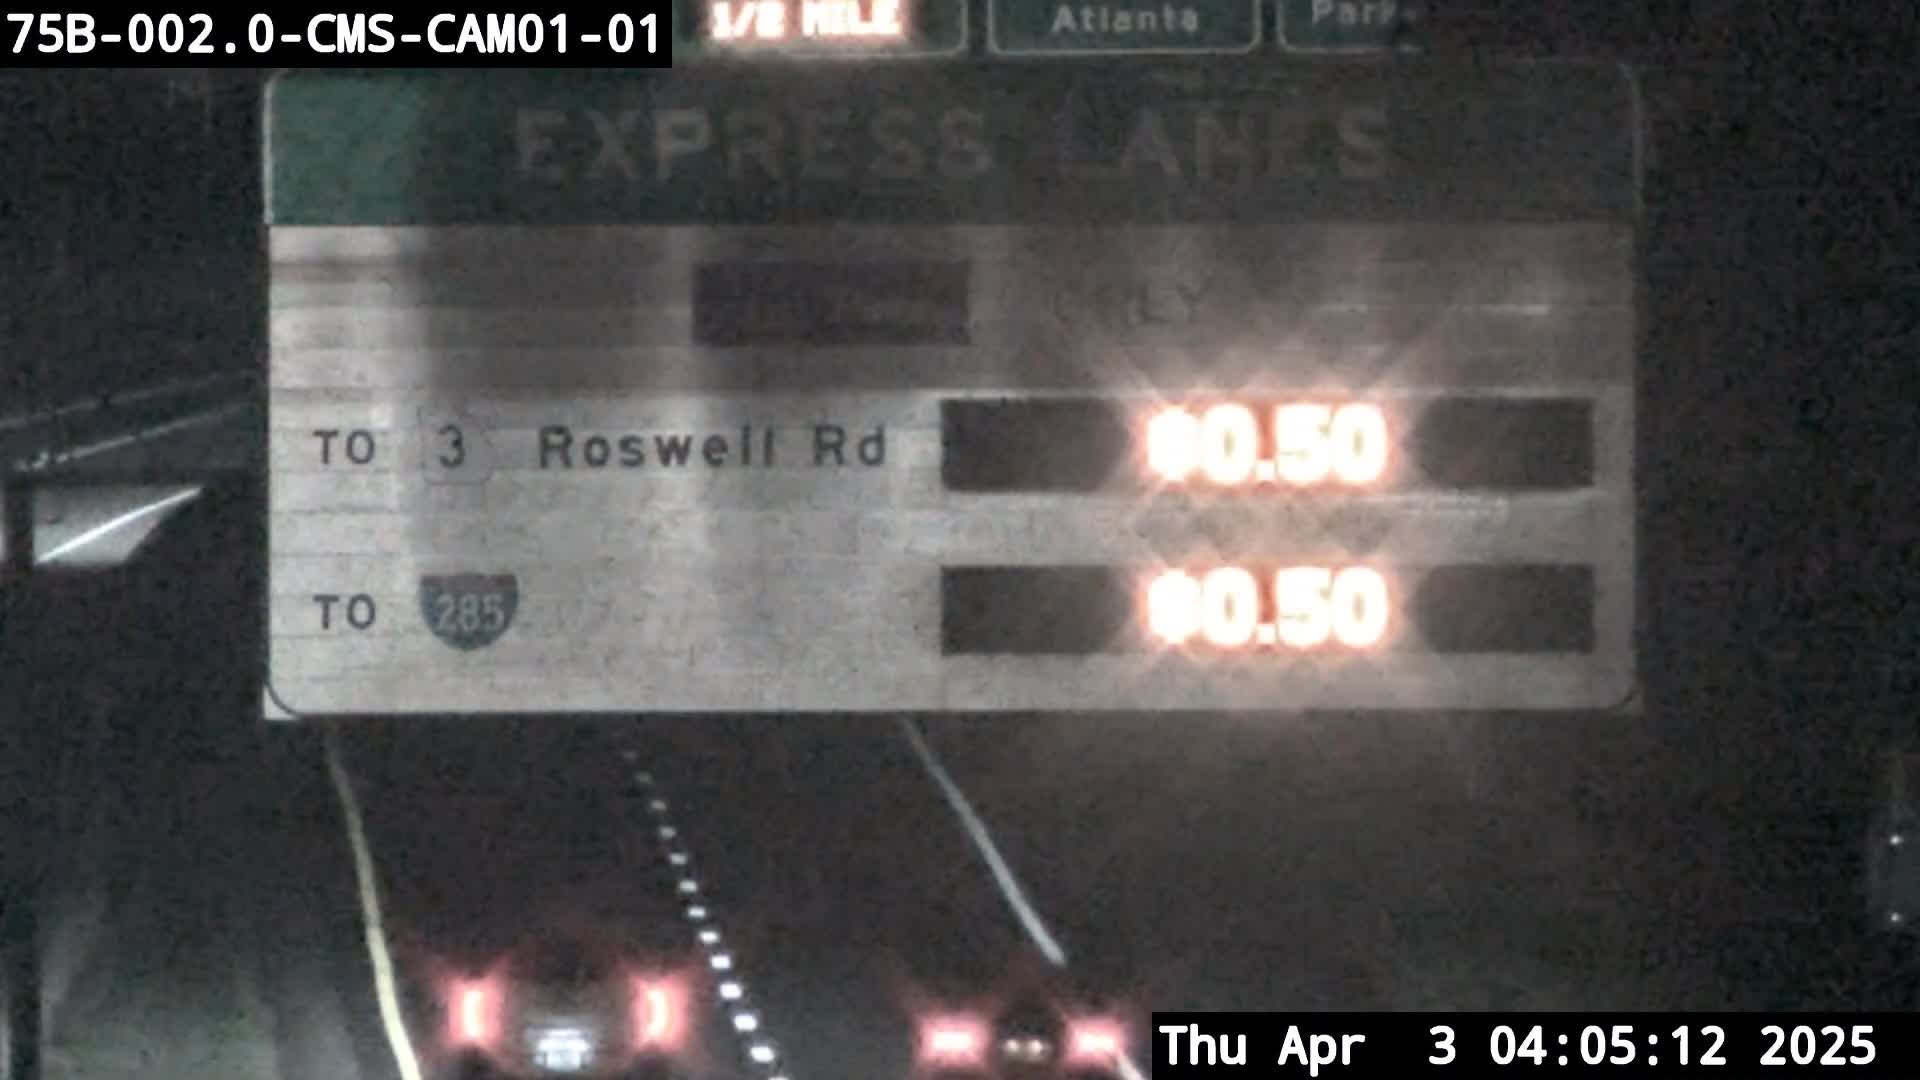 75B-002.0-CMS-CAM01-01
1/2 MILE
Atlanta
EXPRESS LANES
ONLY
TO 3 Roswell Rd $0.50
TO 285 $0.50
Thu Apr 3 04:05:12 2025